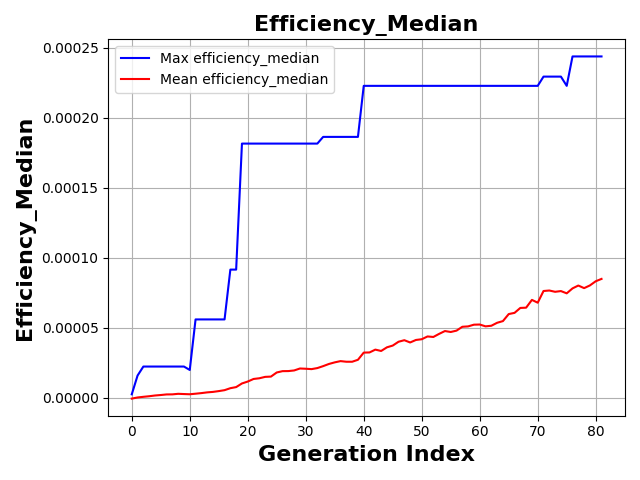 Efficiency_Median
Max efficiency_median
Mean efficiency_median
Efficiency_Median
0.00025
0.00020
0.00015
0.00010
0.00005
0.00000
0 10 20 30 40 50 60 70 80
Generation Index